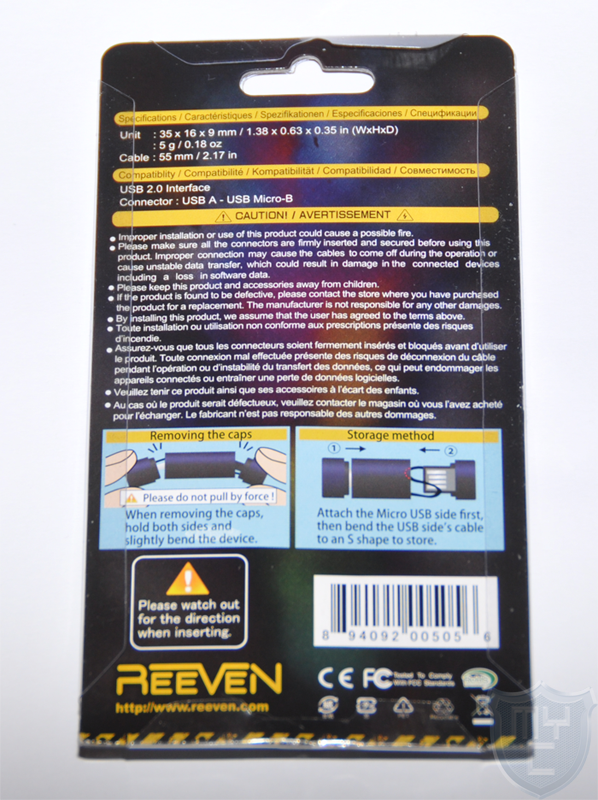 Specifications / Caractéristiques / Spezifikationen / Especificaciones / Спецификации
Unit : 35 x 16 x 9 mm / 1.38 x 0.63 x 0.35 in (WxHxD)
: 5 g / 0.18 oz
Cable : 55 mm / 2.17 in
Compatiblity / Compatibilité / Kompatibilität / Compatibilidad / Совместимость
USB 2.0 Interface
Connector : USB A - USB Micro-B
CAUTION! / AVERTISSEMENT
● Improper installation or use of this product could cause a possible fire.
● Please make sure all the connectors are firmly inserted and secured before using this
product. Improper connection may cause the cables to come off during the operation or
cause unstable data transfer, which could result in damage in the connected devices
including a loss in software data.
● Please keep this product and accessories away from children.
● If the product is found to be defective, please contact the store where you have purchased
the product for a replacement. The manufacturer is not responsible for any other damages.
● By installing this product, we assume that the user has agreed to the terms above.
● Toute installation ou utilisation non conforme aux prescriptions présente des risques
d'incendie.
● Assurez-vous que tous les connecteurs soient fermement insérés et bloqués avant d'utiliser
le produit. Toute connexion mal effectuée présente des risques de déconnexion du câble
pendant l'opération ou d'instabilité du transfert des données, ce qui peut endommager les
appareils connectés ou entraîner une perte de données logicielles.
● Veuillez tenir ce produit ainsi que ses accessoires à l'écart des enfants.
● Au cas où le produit serait défectueux, veuillez contacter le magasin où vous l'avez acheté
pour l'échanger. Le fabricant n'est pas responsable des autres dommages.
Removing the caps
Please do not pull by force !
When removing the caps,
hold both sides and
slightly bend the device.
Storage method
1 2
Attach the Micro USB side first,
then bend the USB side's cable
to an S shape to store.
Please watch out
for the direction
when inserting.
8 94092 00505 6
REEVEN
http://www.reeven.com
CE FC Tested To Comply
With FCC Standards